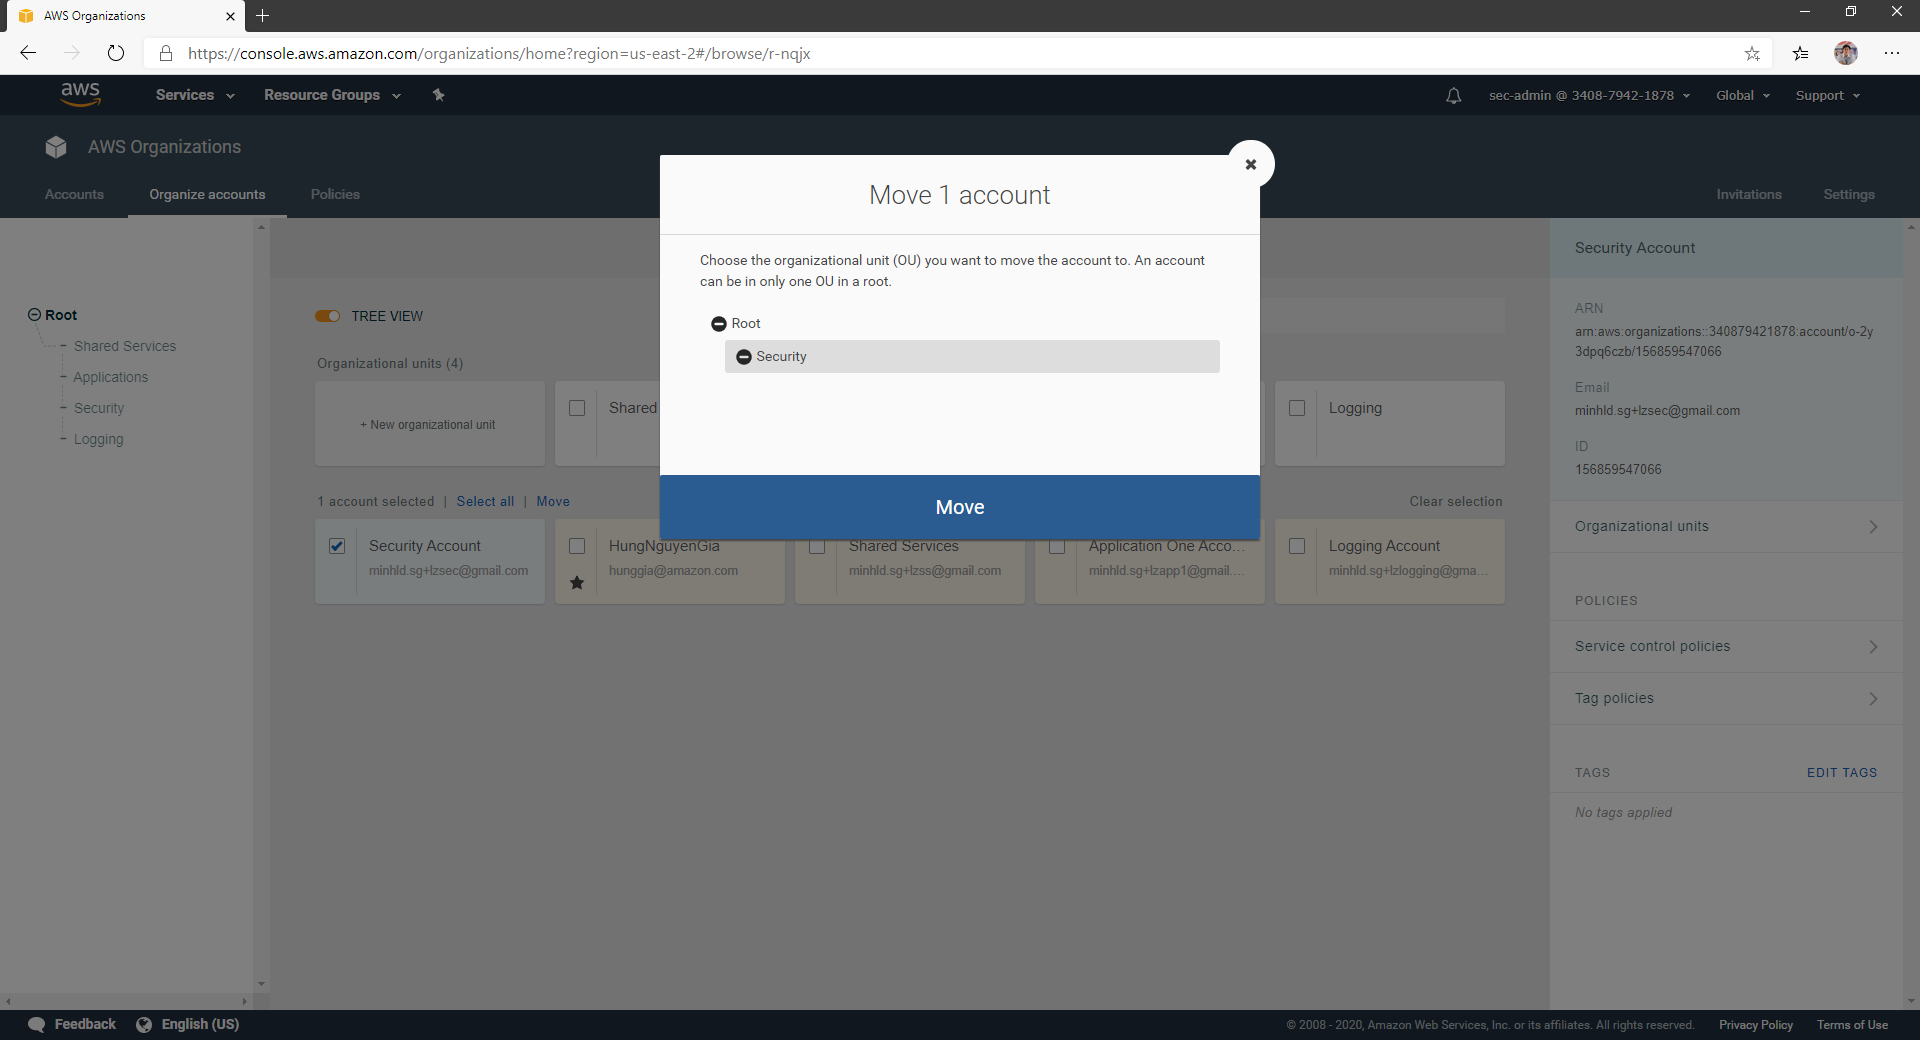 AWS Organizations
https://console.aws.amazon.com/organizations/home?region=us-east-2#/browse/r-nqjx
aws
Services
Resource Groups
sec-admin @ 3408-7942-1878
Global
Support
AWS Organizations
Accounts
Organize accounts
Policies
Invitations
Settings
Root
Shared Services
Applications
Security
Logging
TREE VIEW
Organizational units (4)
+ New organizational unit
Shared
Logging
1 account selected | Select all | Move
Clear selection
Security Account
minhld.sg+lzsec@gmail.com
HungNguyenGia
hunggia@amazon.com
Shared Services
minhld.sg+lzss@gmail.com
Application One Acco...
minhld.sg+lzapp1@gmail....
Logging Account
minhld.sg+lzlogging@gma...
Move 1 account
Choose the organizational unit (OU) you want to move the account to. An account
can be in only one OU in a root.
Root
Security
Move
Security Account
ARN
arn:aws:organizations::340879421878:account/o-2y
3dpq6czb/156859547066
Email
minhld.sg+lzsec@gmail.com
ID
156859547066
Organizational units
POLICIES
Service control policies
Tag policies
TAGS
EDIT TAGS
No tags applied
Feedback
English (US)
© 2008 - 2020, Amazon Web Services, Inc. or its affiliates. All rights reserved.
Privacy Policy
Terms of Use